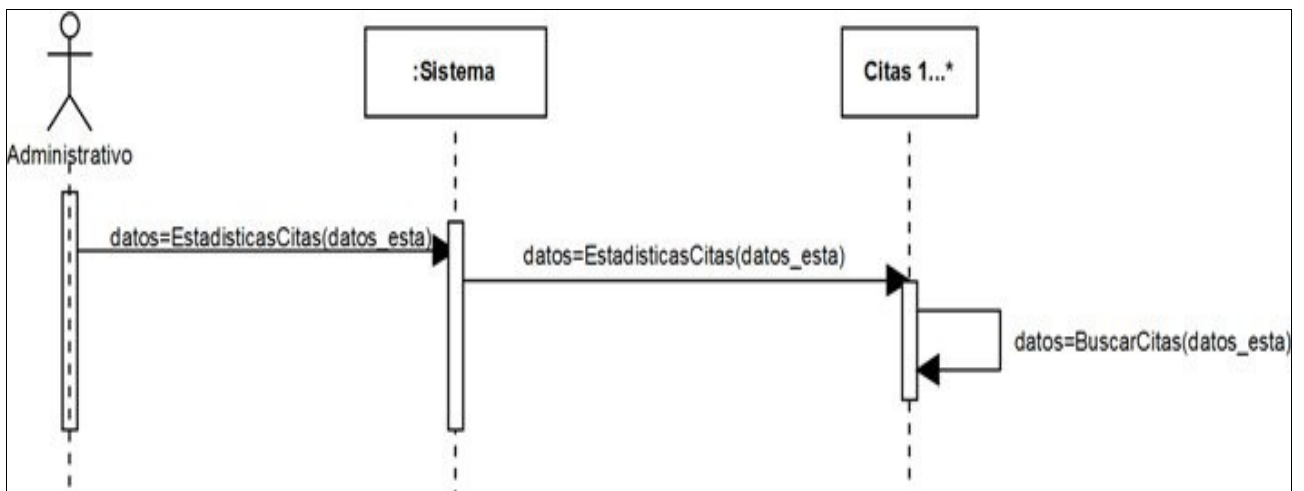 :Sistema
Citas 1...*
Administrativo
datos=EstadisticasCitas(datos_esta)
datos=EstadisticasCitas(datos_esta)
datos=BuscarCitas(datos_esta)